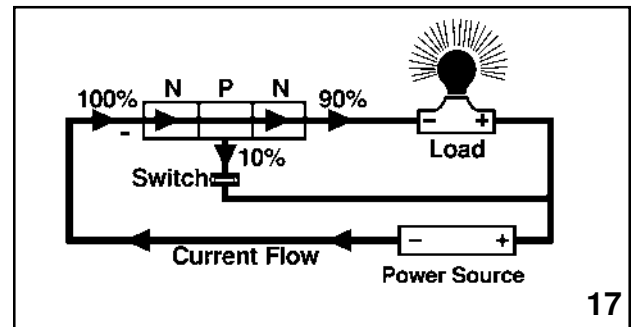 N P N
100% 90%
- - +
Load
10%
Switch
- +
Current Flow
Power Source
17